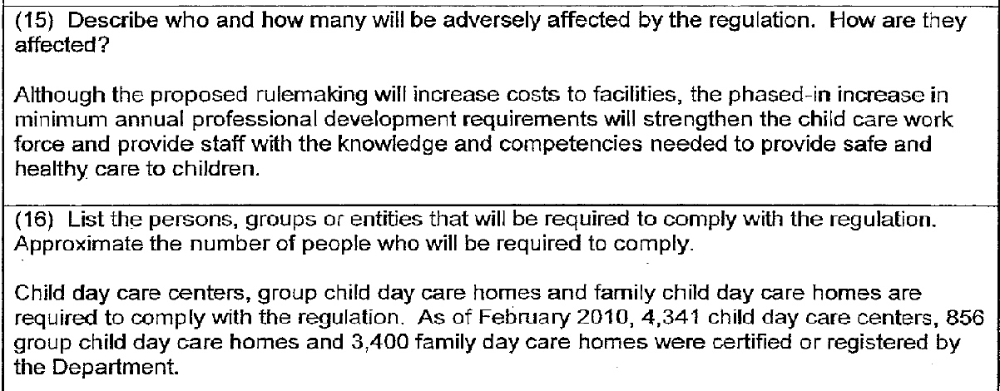 (15) Describe who and how many will be adversely affected by the regulation. How are they
affected?
Although the proposed rulemaking will increase costs to facilities, the phased-in increase in
minimum annual professional development requirements will strengthen the child care work
force and provide staff with the knowledge and competencies needed to provide safe and
healthy care to children.
(16) List the persons, groups or entities that will be required to comply with the regulation.
Approximate the number of people who will be required to comply.
Child day care centers, group child day care homes and family child day care homes are
required to comply with the regulation. As of February 2010, 4,341 child day care centers, 856
group child day care homes and 3,400 family day care homes were certified or registered by
the Department.